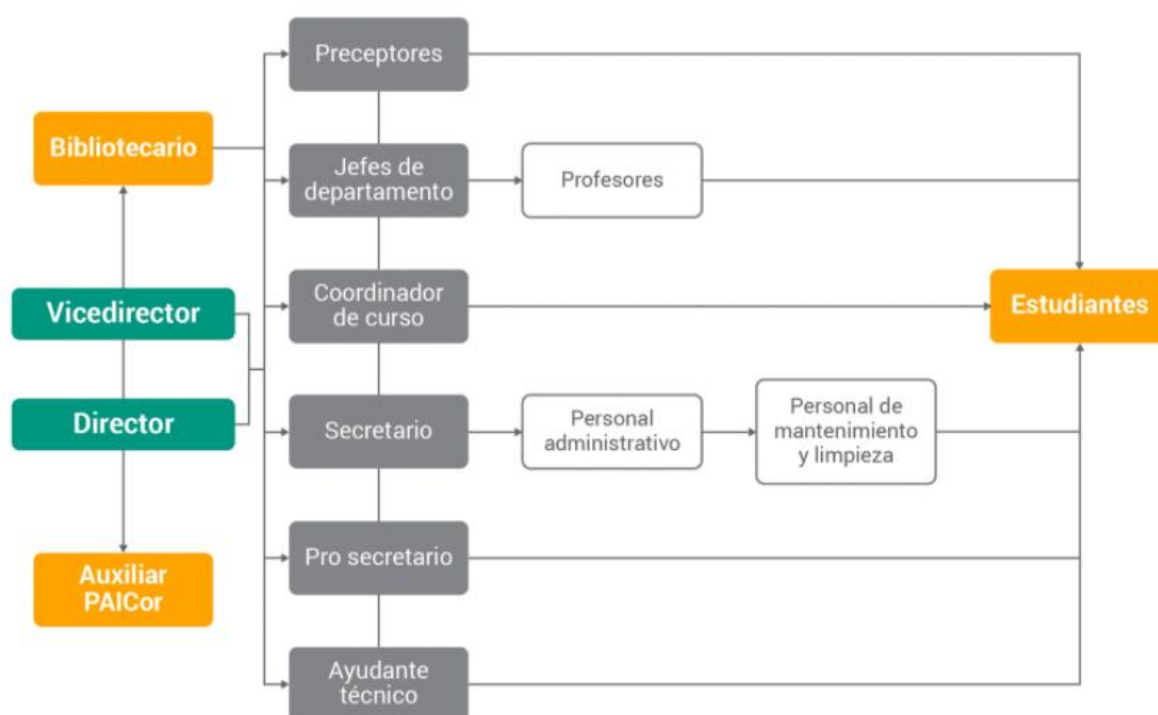 Preceptores
Bibliotecario
Jefes de
departamento
Profesores
Vicedirector
Coordinador
de curso
Estudiantes
Director
Secretario
Personal
administrativo
Personal de
mantenimiento
y limpieza
Auxiliar
PAICor
Pro secretario
Ayudante
técnico